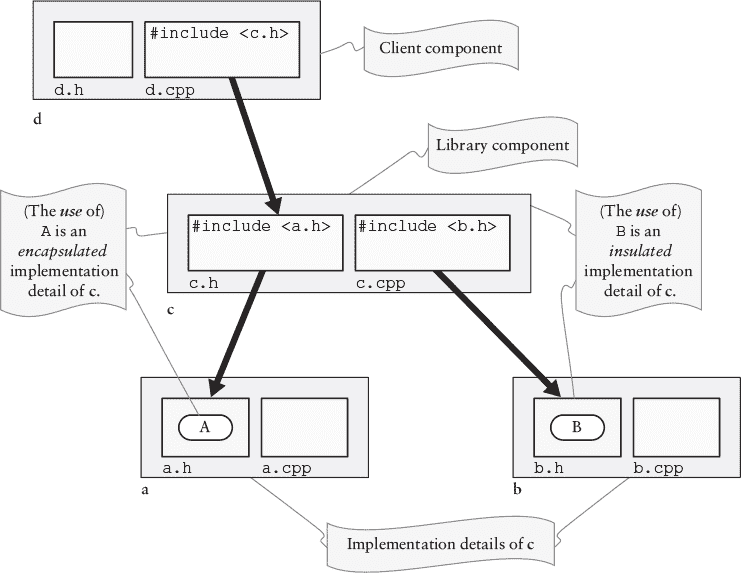 #include <c.h>
Client component
d.h
d.cpp
d
Library component
(The use of)
A is an
encapsulated
implementation
detail of c.
#include <a.h>
#include <b.h>
(The use of)
B is an
insulated
implementation
detail of c.
c.h
c.cpp
c
A
B
a.h
a.cpp
b.h
b.cpp
a
b
Implementation details of c